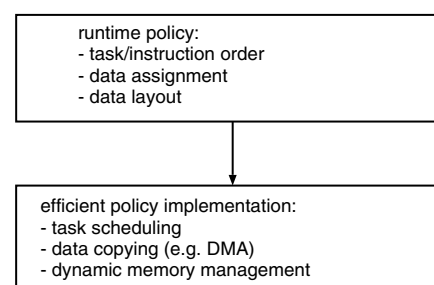 runtime policy:
- task/instruction order
- data assignment
- data layout
efficient policy implementation:
- task scheduling
- data copying (e.g. DMA)
- dynamic memory management